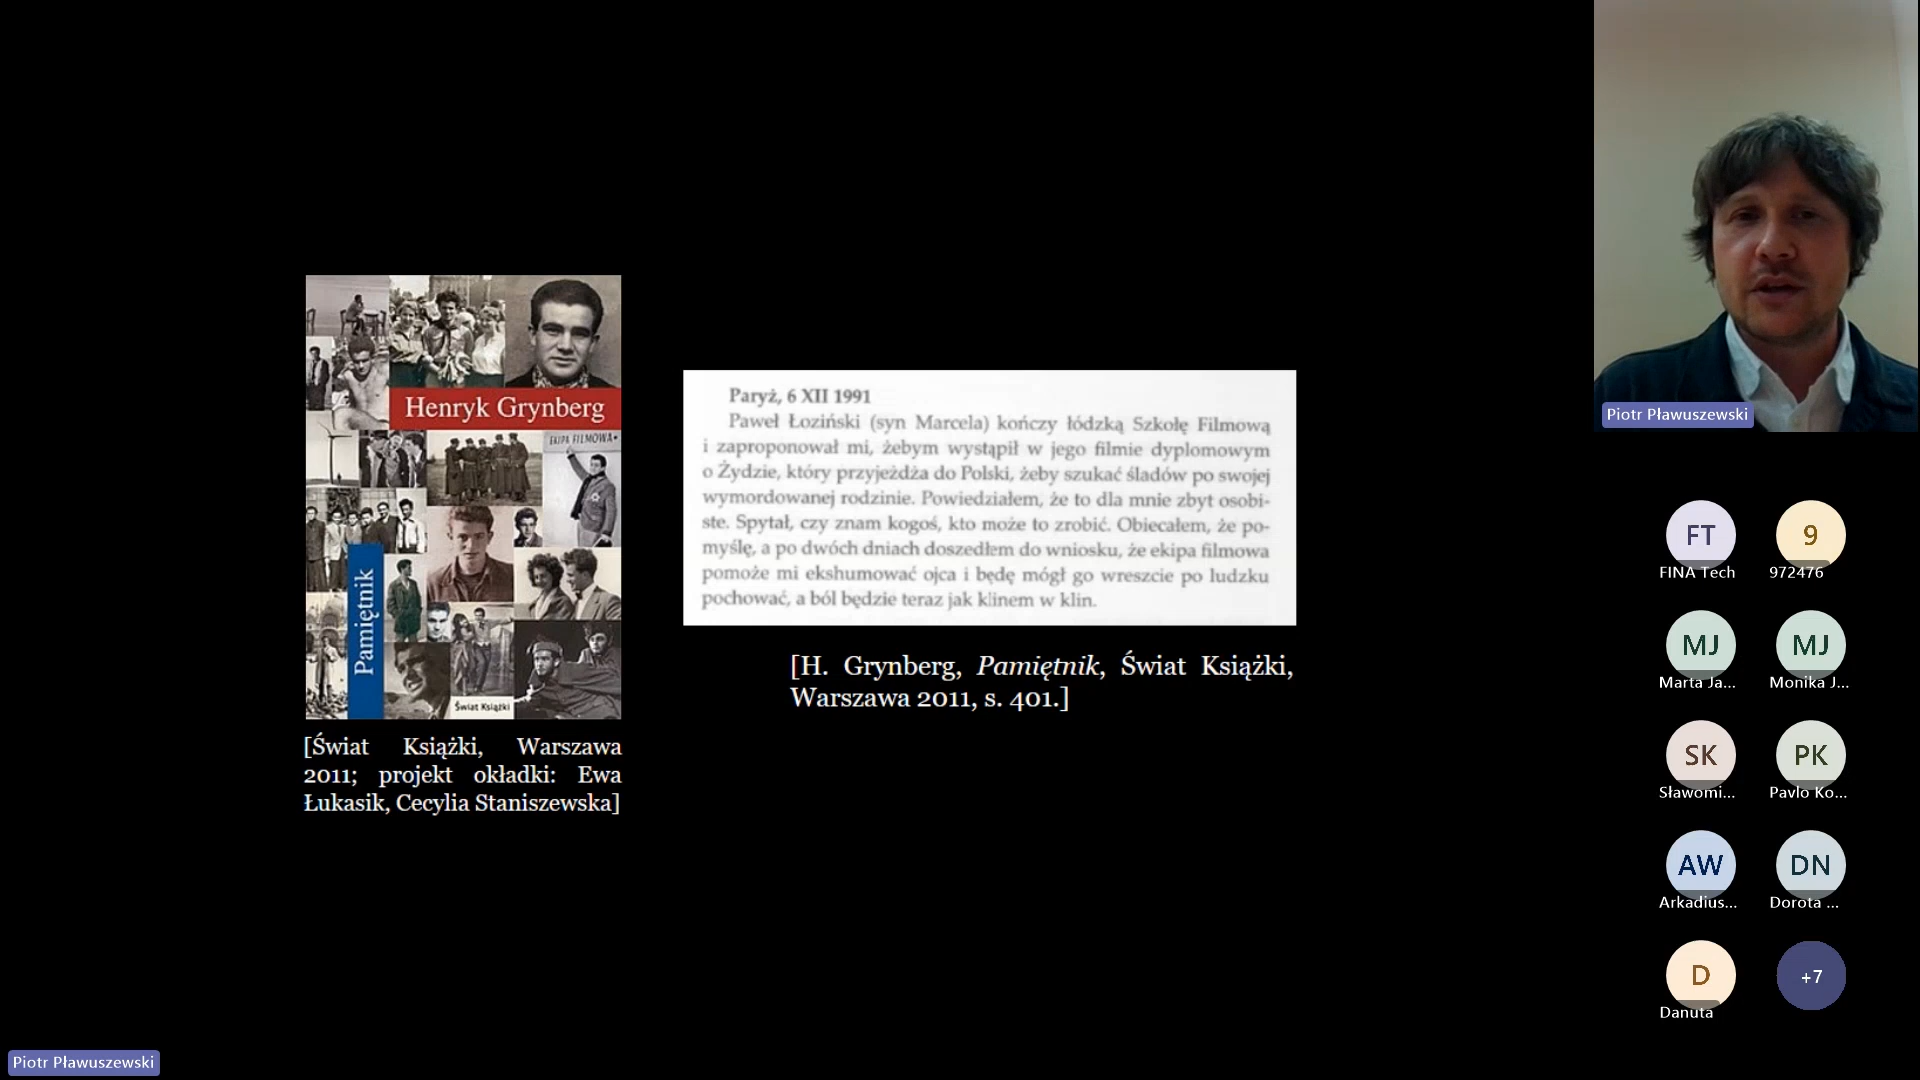 EKIPA FILMOWA
Henryk Grynberg
Pamiętnik
Świat Książki
[Świat Książki, Warszawa
2011; projekt okładki: Ewa
Łukasik, Cecylia Staniszewska]
Paryż, 6 XII 1991
Paweł Łoziński (syn Marcela) kończy łódzką Szkołę Filmową
i zaproponował mi, żebym wystąpił w jego filmie dyplomowym
o Żydzie, który przyjeżdża do Polski, żeby szukać śladów po swojej
wymordowanej rodzinie. Powiedziałem, że to dla mnie zbyt osobi-
ste. Spytał, czy znam kogoś, kto może to zrobić. Obiecałem, że po-
myślę, a po dwóch dniach doszedłem do wniosku, że ekipa filmowa
pomoże mi ekshumować ojca i będę mógł go wreszcie po ludzku
pochować, a ból będzie teraz jak klinem w klin.
[H. Grynberg, Pamiętnik, Świat Książki,
Warszawa 2011, s. 401.]
Piotr Pławuszewski
FT
FINA Tech
9
972476
MJ
Marta Ja...
MJ
Monika J...
SK
Sławomi...
PK
Pavlo Ko...
AW
Arkadius...
DN
Dorota ...
D
Danuta
+7
Piotr Pławuszewski